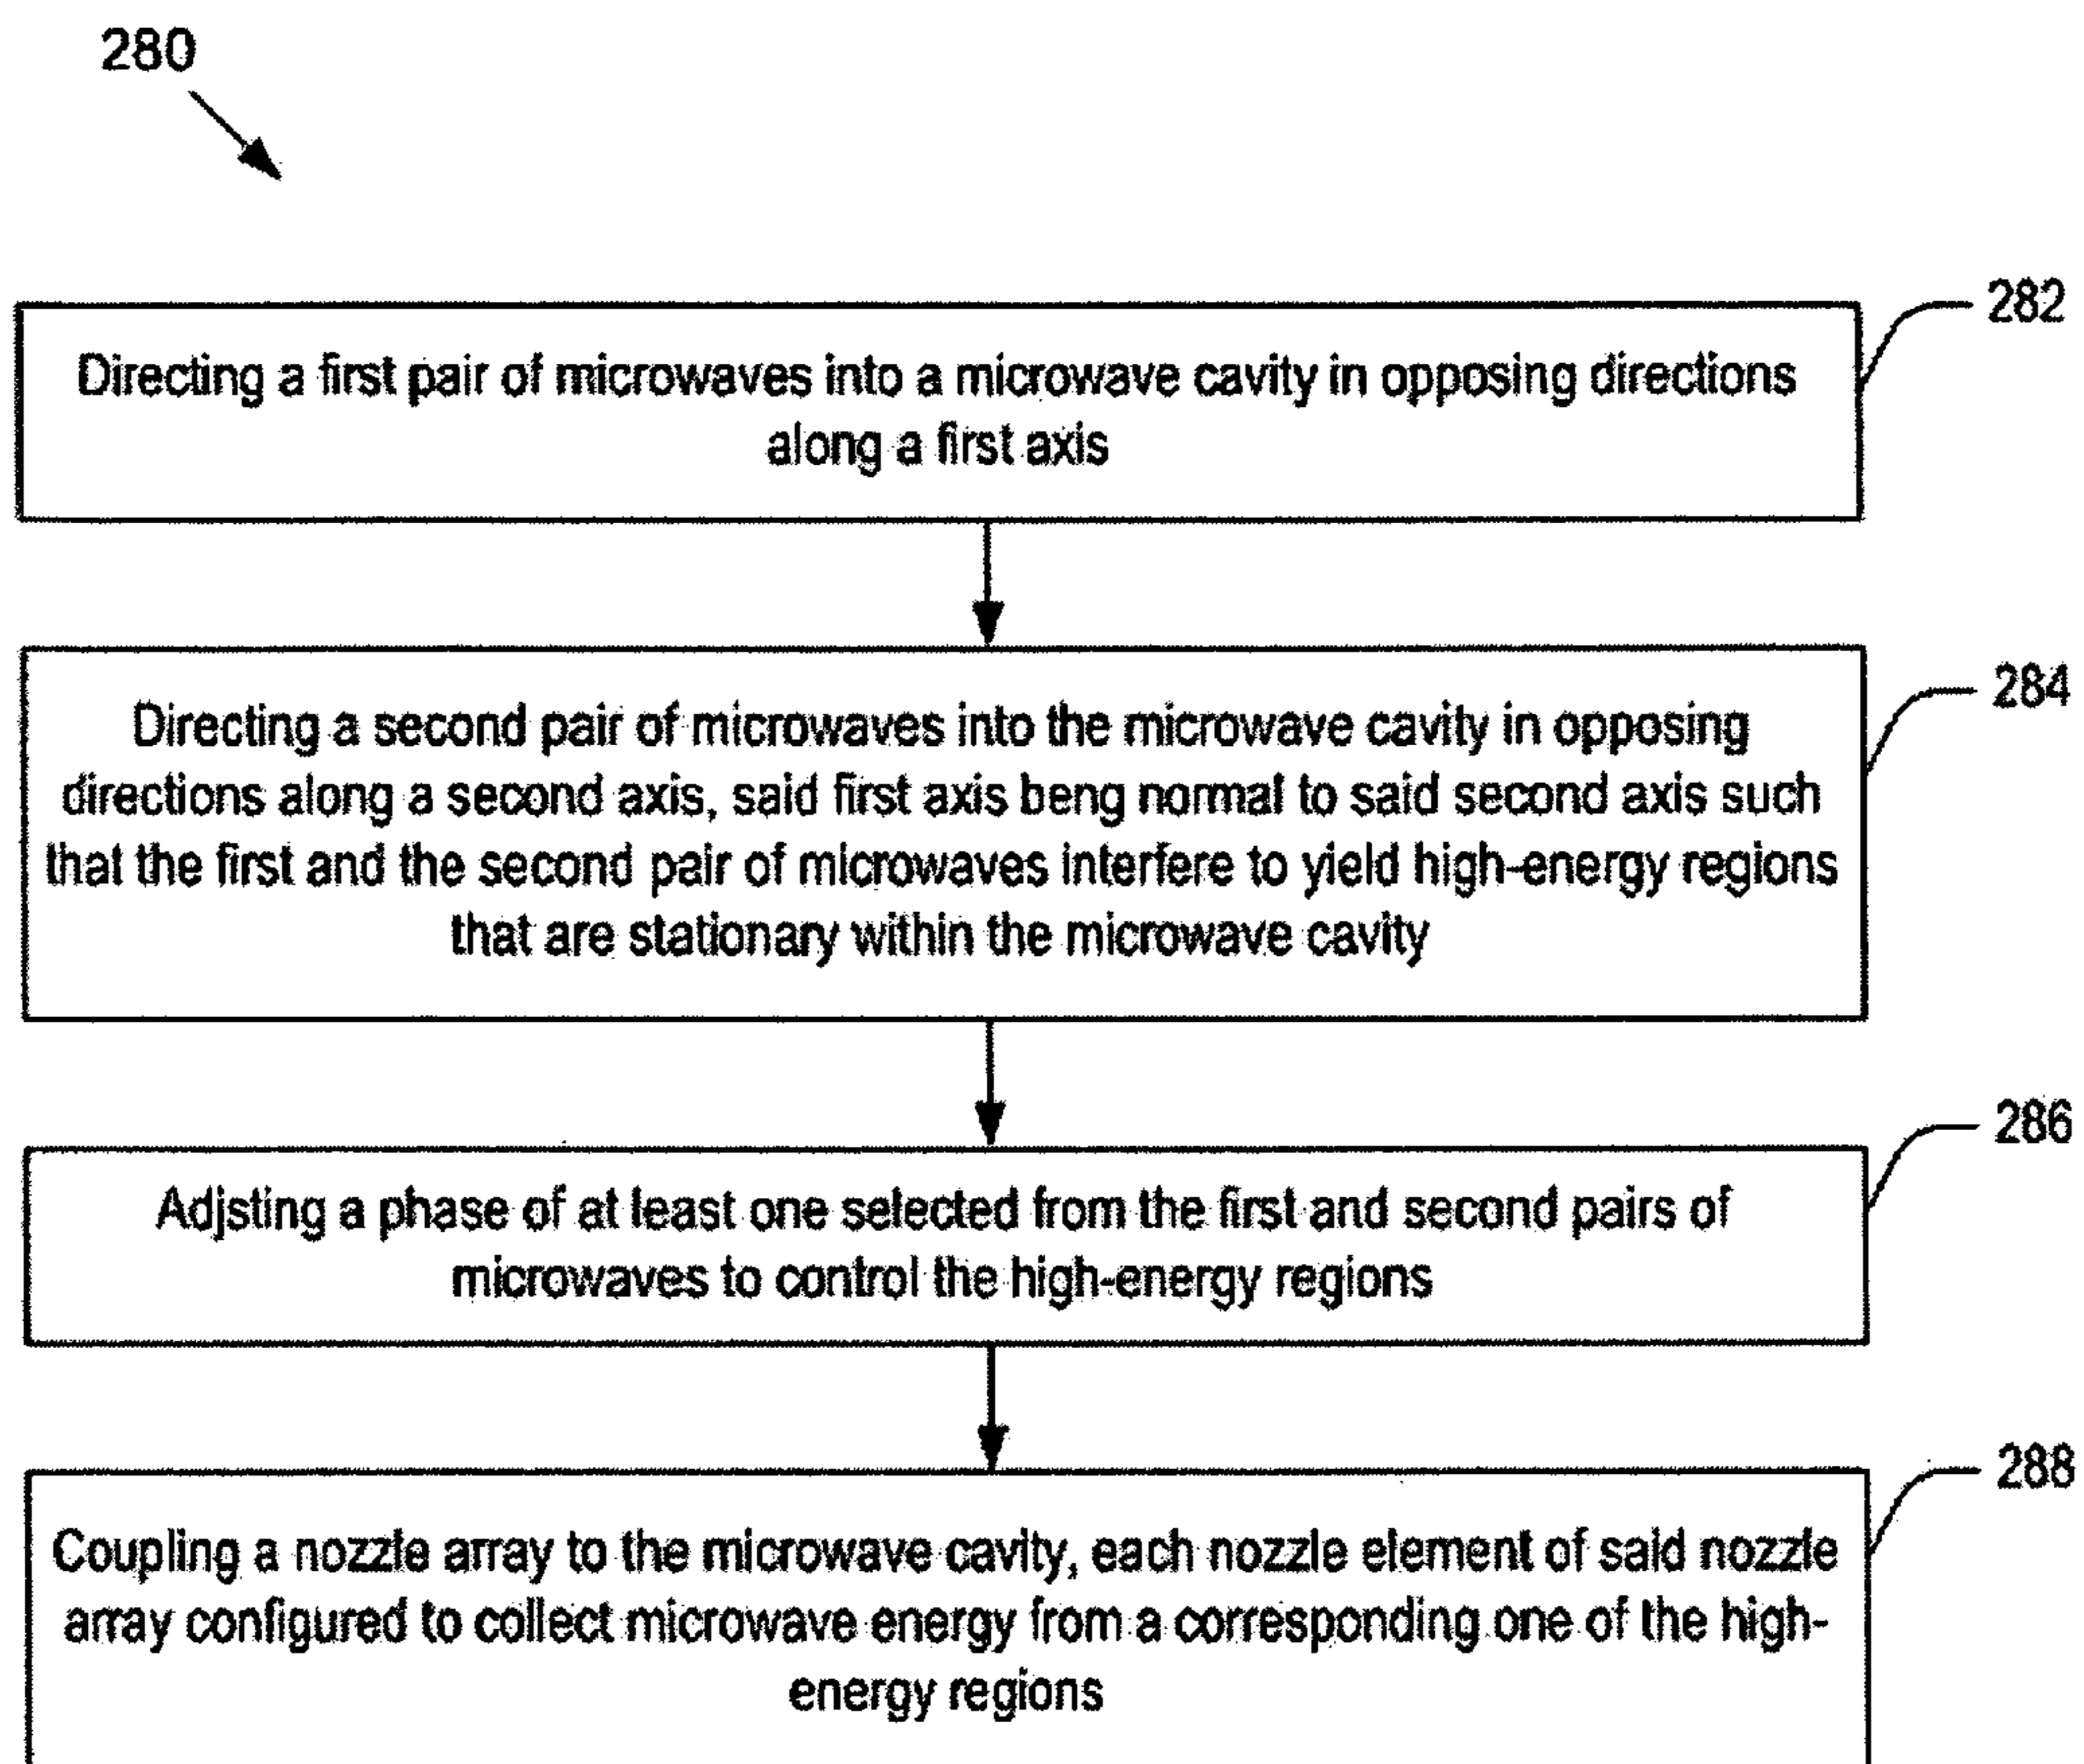 280
282
Directing a first pair of microwaves into a microwave cavity in opposing directions
along a first axis
284
Directing a second pair of microwaves into the microwave cavity in opposing
directions along a second axis, said first axis beng normal to said second axis such
that the first and the second pair of microwaves interfere to yield high-energy regions
that are stationary within the microwave cavity
286
Adjsting a phase of at least one selected from the first and second pairs of
microwaves to control the high-energy regions
288
Coupling a nozzle array to the microwave cavity, each nozzle element of said nozzle
array configured to collect microwave energy from a corresponding one of the high-
energy regions